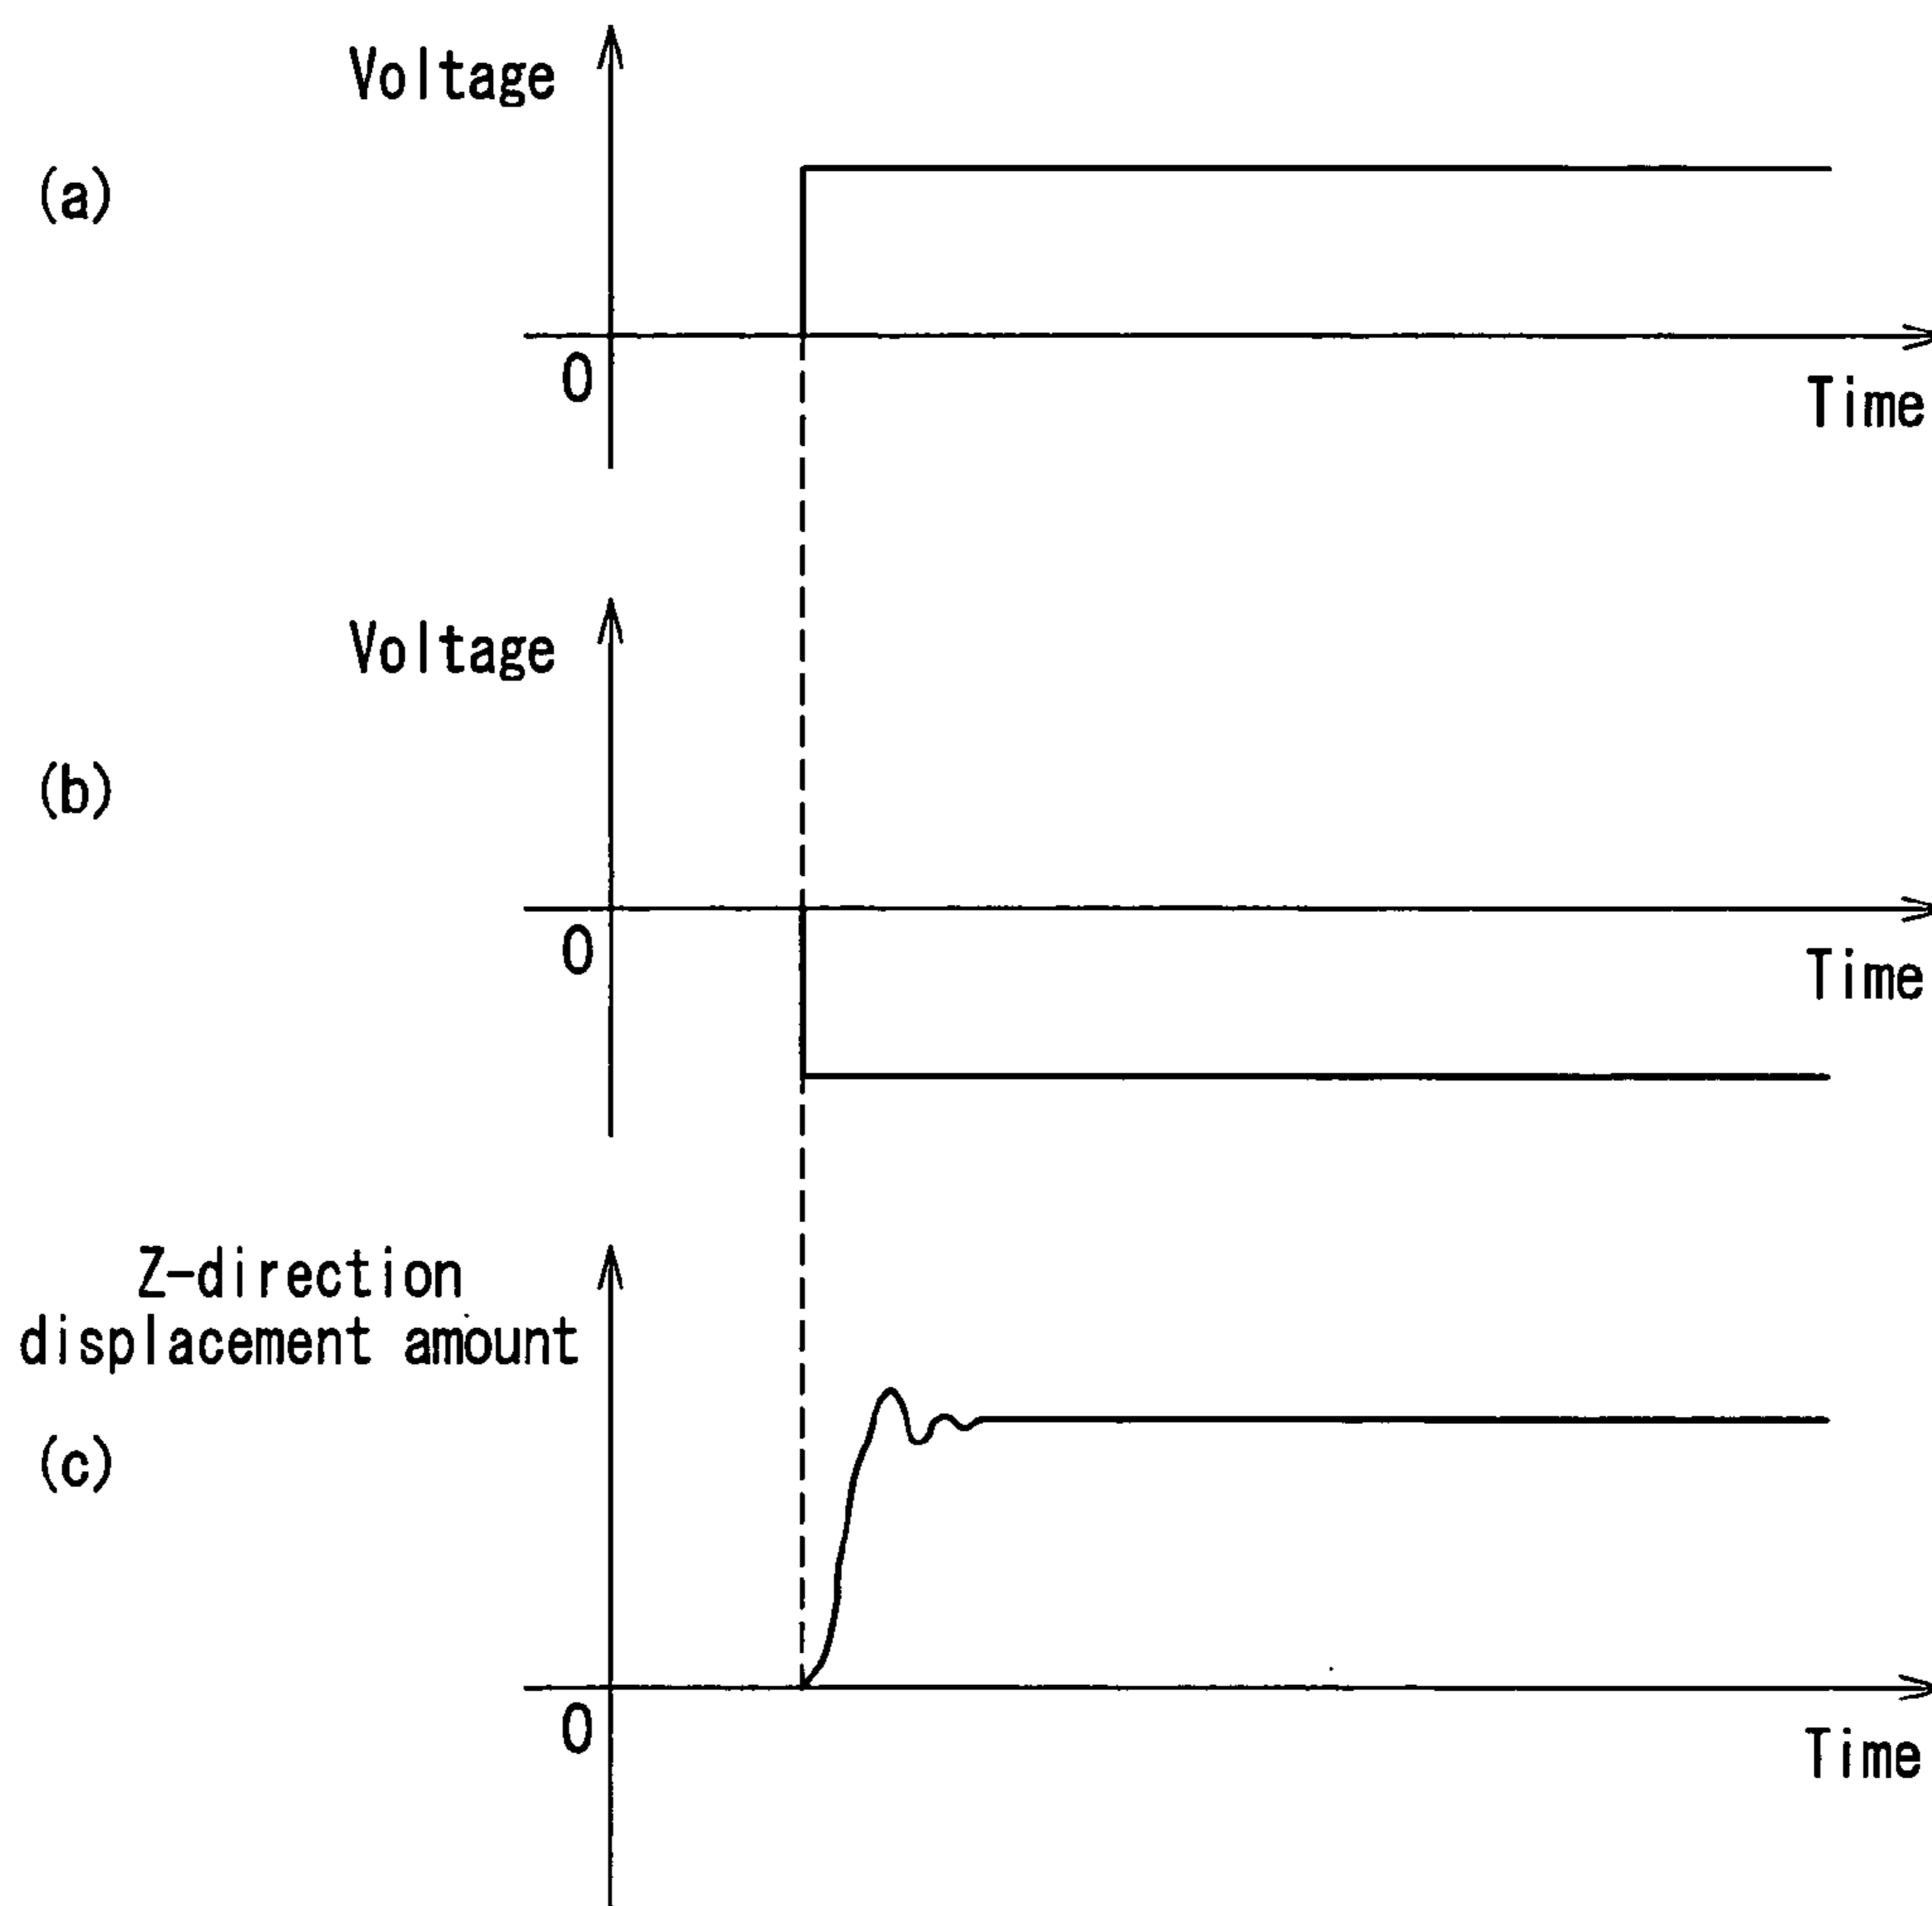 Voltage
(a)
0
Time
Voltage
(b)
0
Time
Z-direction
displacement amount
(c)
0
Time